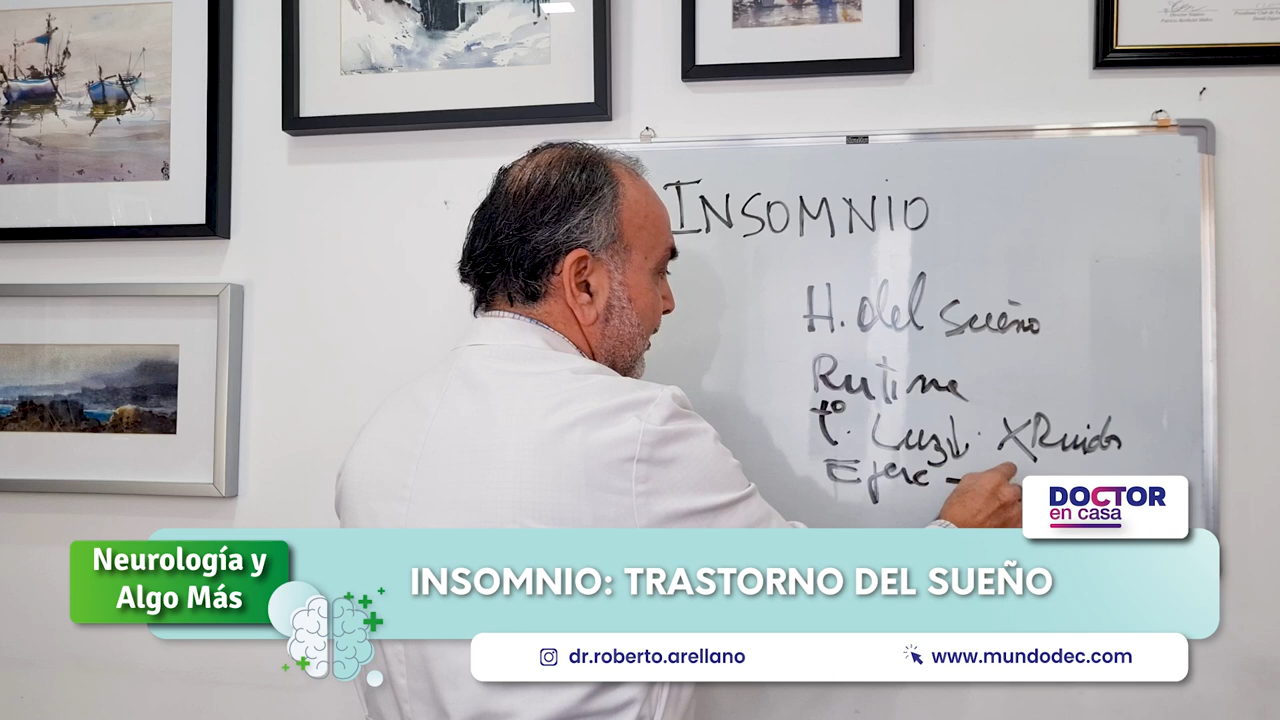 INSOMNIO
H. del sueño
Rutina
tº. Luz↓. X Ruido
Ejerc -
DOCTOR
en casa
Neurología y
Algo Más
INSOMNIO: TRASTORNO DEL SUEÑO
dr.roberto.arellano
www.mundodec.com